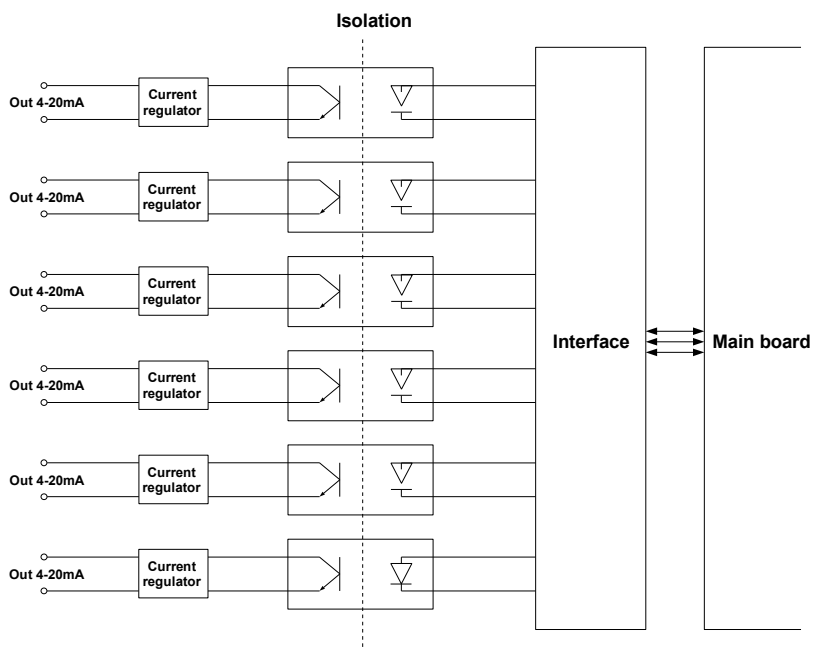 Isolation
Out 4-20mA
Current
regulator
Out 4-20mA
Current
regulator
Out 4-20mA
Current
regulator
Interface
Main board
Out 4-20mA
Current
regulator
Out 4-20mA
Current
regulator
Out 4-20mA
Current
regulator